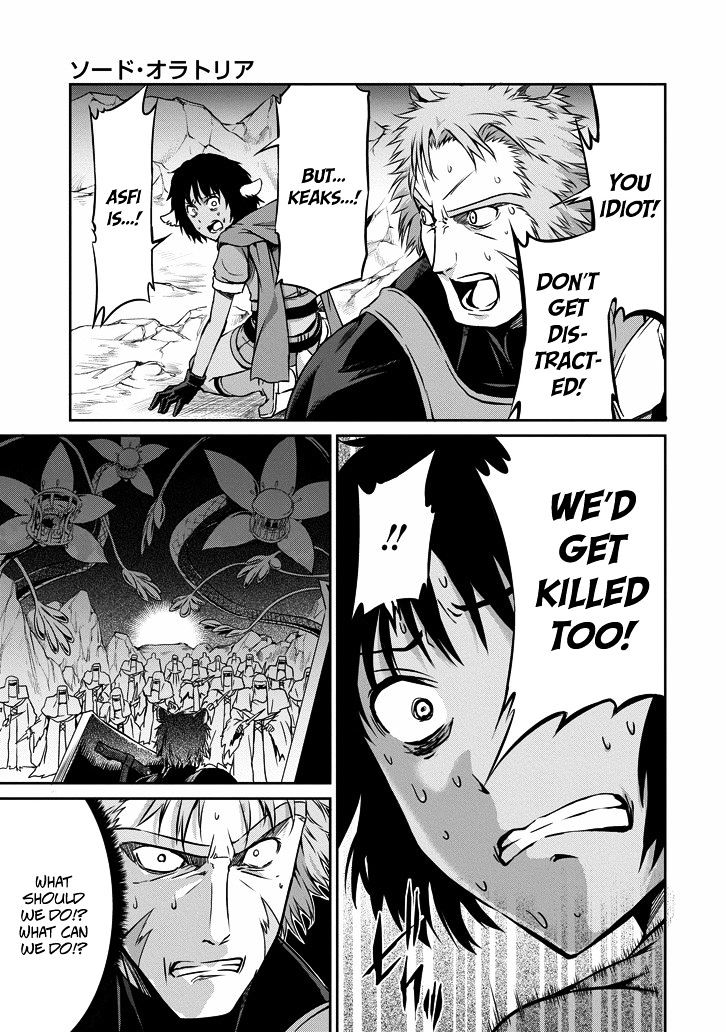 ソード・オラトリア
YOU
IDIOT!
DON'T
GET
DIS-
TRACT-
ED!
BUT...
KEAKS...!
ASFI
IS...!
WE'D
GET
KILLED
TOO!
!!
WHAT
SHOULD
WE DO!?
WHAT CAN
WE DO!?